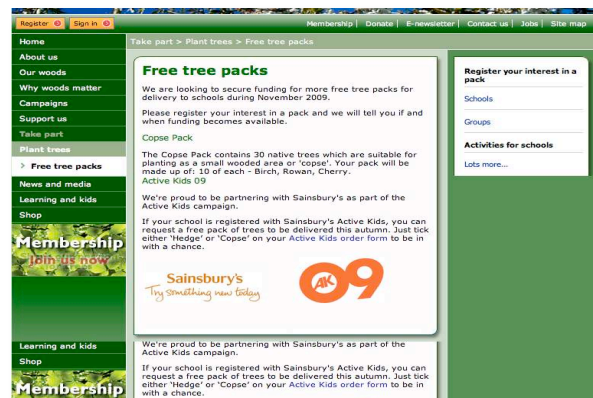 Register Sign in
Membership | Donate | E-newsletter | Contact us | Jobs | Site map
Home
About us
Our woods
Why woods matter
Campaigns
Support us
Take part
Plant trees
> Free tree packs
News and media
Learning and kids
Shop
Membership
Join us now
Take part > Plant trees > Free tree packs
Free tree packs
We are looking to secure funding for more free tree packs for
delivery to schools during November 2009.
Please register your interest in a pack and we will tell you if and
when funding becomes available.
Copse Pack
The Copse Pack contains 30 native trees which are suitable for
planting as a small wooded area or 'copse'. Your pack will be
made up of: 10 of each - Birch, Rowan, Cherry.
Active Kids 09
We're proud to be partnering with Sainsbury's as part of the
Active Kids campaign.
If your school is registered with Sainsbury's Active Kids, you can
request a free pack of trees to be delivered this autumn. Just tick
either 'Hedge' or 'Copse' on your Active Kids order form to be in
with a chance.
Sainsbury's
Try something new today
AK 09
Register your interest in a
pack
Schools
Groups
Activities for schools
Lots more...
Learning and kids
Shop
Membership
We're proud to be partnering with Sainsbury's as part of the
Active Kids campaign.
If your school is registered with Sainsbury's Active Kids, you can
request a free pack of trees to be delivered this autumn. Just tick
either 'Hedge' or 'Copse' on your Active Kids order form to be in
with a chance.